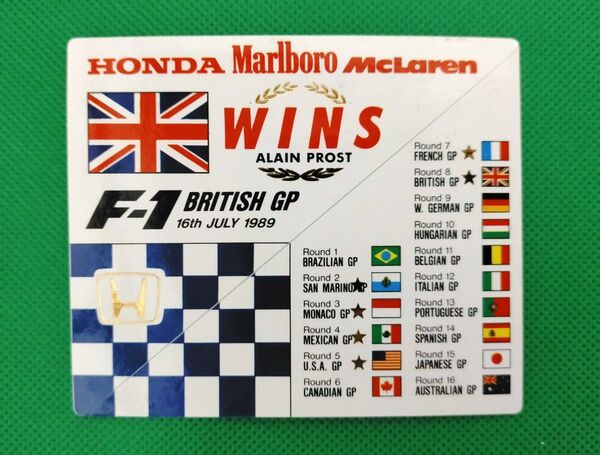 HONDA Marlboro McLaren
WINS
ALAIN PROST
F-1 BRITISH GP
16th JULY 1989
Round 1
BRAZILIAN GP
Round 2
SAN MARINO GP
Round 3
MONACO GP
Round 4
MEXICAN GP
Round 5
U.S.A. GP
Round 6
CANADIAN GP
Round 7
FRENCH GP
Round 8
BRITISH GP
Round 9
W. GERMAN GP
Round 10
HUNGARIAN GP
Round 11
BELGIAN GP
Round 12
ITALIAN GP
Round 13
PORTUGUESE GP
Round 14
SPANISH GP
Round 15
JAPANESE GP
Round 16
AUSTRALIAN GP